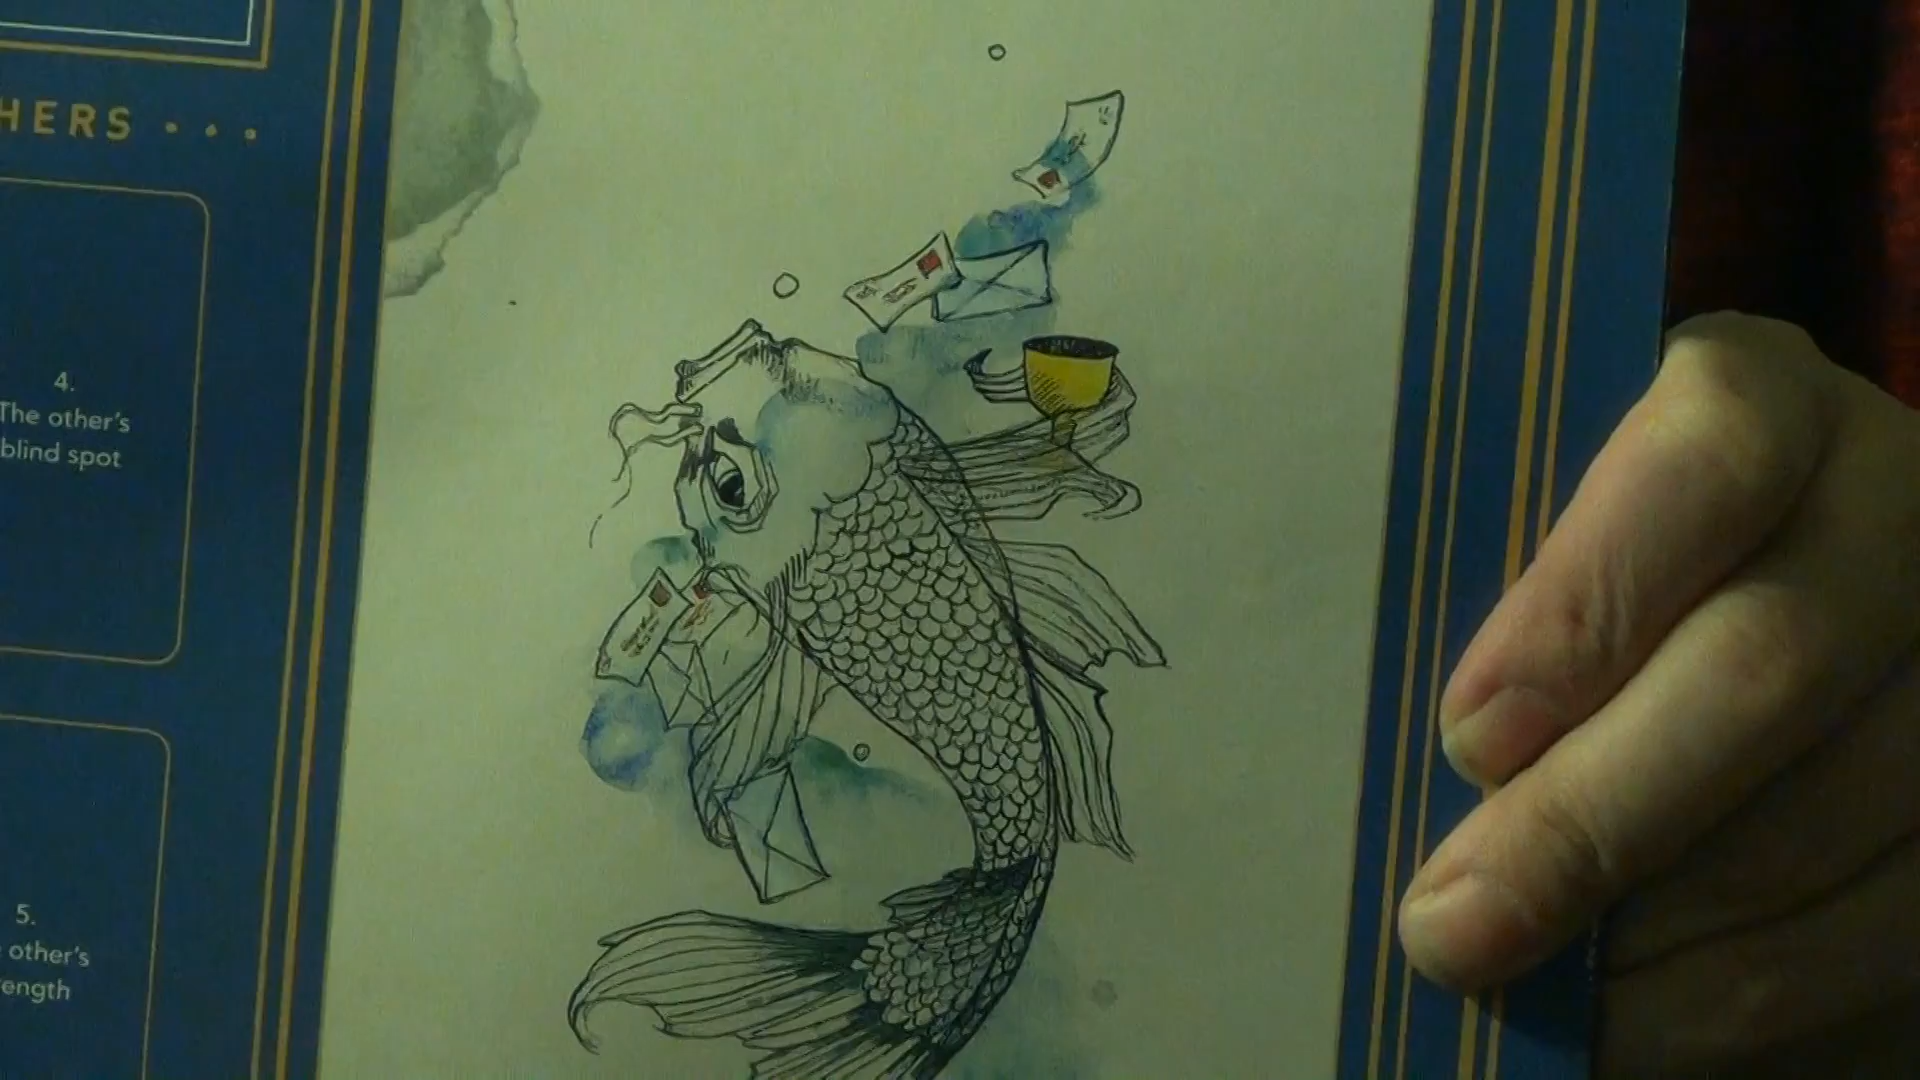 HERS • • •
4.
The other's
blind spot
5.
other's
ength